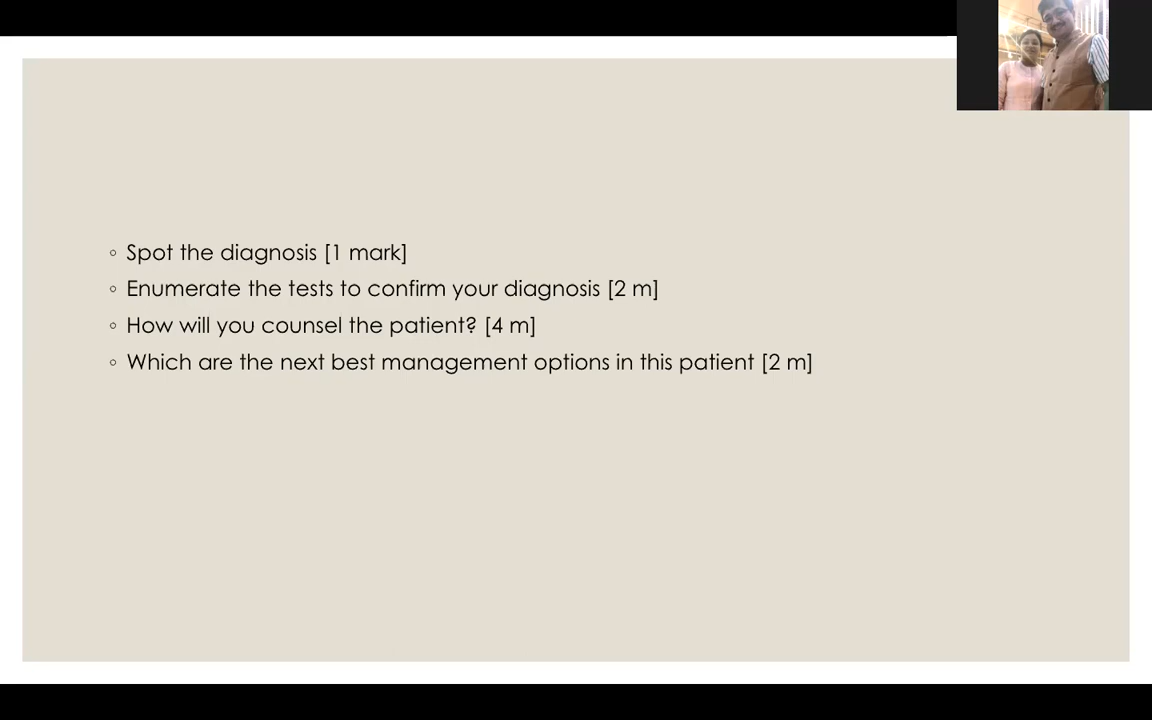 ◦ Spot the diagnosis [1 mark]
◦ Enumerate the tests to confirm your diagnosis [2 m]
◦ How will you counsel the patient? [4 m]
◦ Which are the next best management options in this patient [2 m]